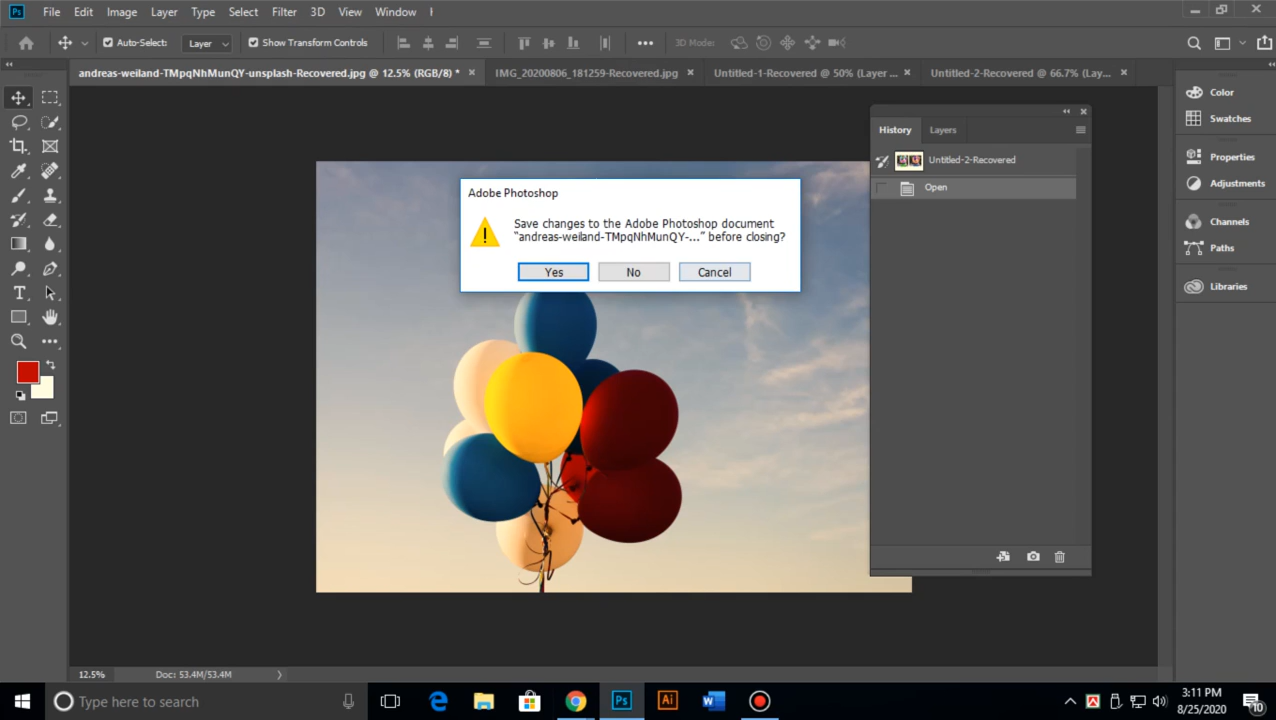 Ps File Edit Image Layer Type Select Filter 3D View Window
Auto-Select: Layer Show Transform Controls 3D Mode:
andreas-weiland-TMpqNhMunQY-unsplash-Recovered.jpg @ 12.5% (RGB/8) * IMG_20200806_181259-Recovered.jpg Untitled-1-Recovered @ 50% (Layer ... Untitled-2-Recovered @ 66.7% (Lay...
Color
Swatches
Properties
Adjustments
Channels
Paths
Libraries
History Layers
Untitled-2-Recovered
Open
Adobe Photoshop
Save changes to the Adobe Photoshop document
“andreas-weiland-TMpqNhMunQY-...” before closing?
Yes No Cancel
12.5% Doc: 53.4M/53.4M
Type here to search
Ps Ai W
3:11 PM
8/25/2020
10